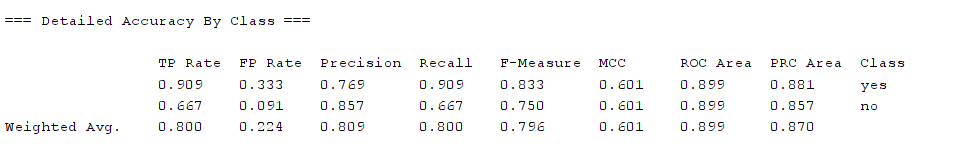 === Detailed Accuracy By Class ===
TP Rate FP Rate Precision Recall F-Measure MCC ROC Area PRC Area Class
0.909 0.333 0.769 0.909 0.833 0.601 0.899 0.881 yes
0.667 0.091 0.857 0.667 0.750 0.601 0.899 0.857 no
Weighted Avg. 0.800 0.224 0.809 0.800 0.796 0.601 0.899 0.870